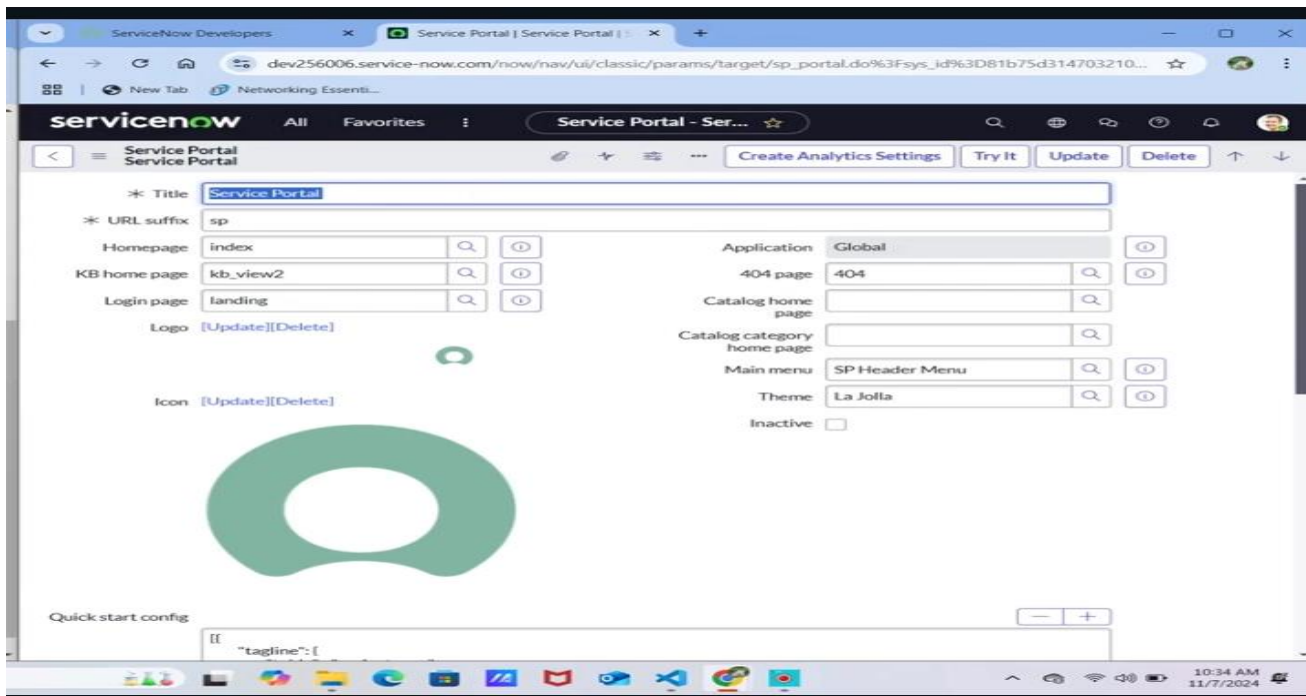 ServiceNow Developers
Service Portal | Service Portal |
dev256006.service-now.com/now/nav/ui/classic/params/target/sp_portal.do%3Fsys_id%3D81b75d314703210...
New Tab Networking Essenti...
servicenow All Favorites Service Portal - Ser...
Service Portal
Service Portal
Create Analytics Settings Try It Update Delete
Title Service Portal
URL suffix sp
Homepage index Application Global
KB home page kb_view2 404 page 404
Login page landing Catalog home page
Logo [Update][Delete]
Catalog category home page
Main menu SP Header Menu
Icon [Update][Delete] Theme La Jolla
Inactive
Quick start config
[{
"tagline": [
10:34 AM
11/7/2024